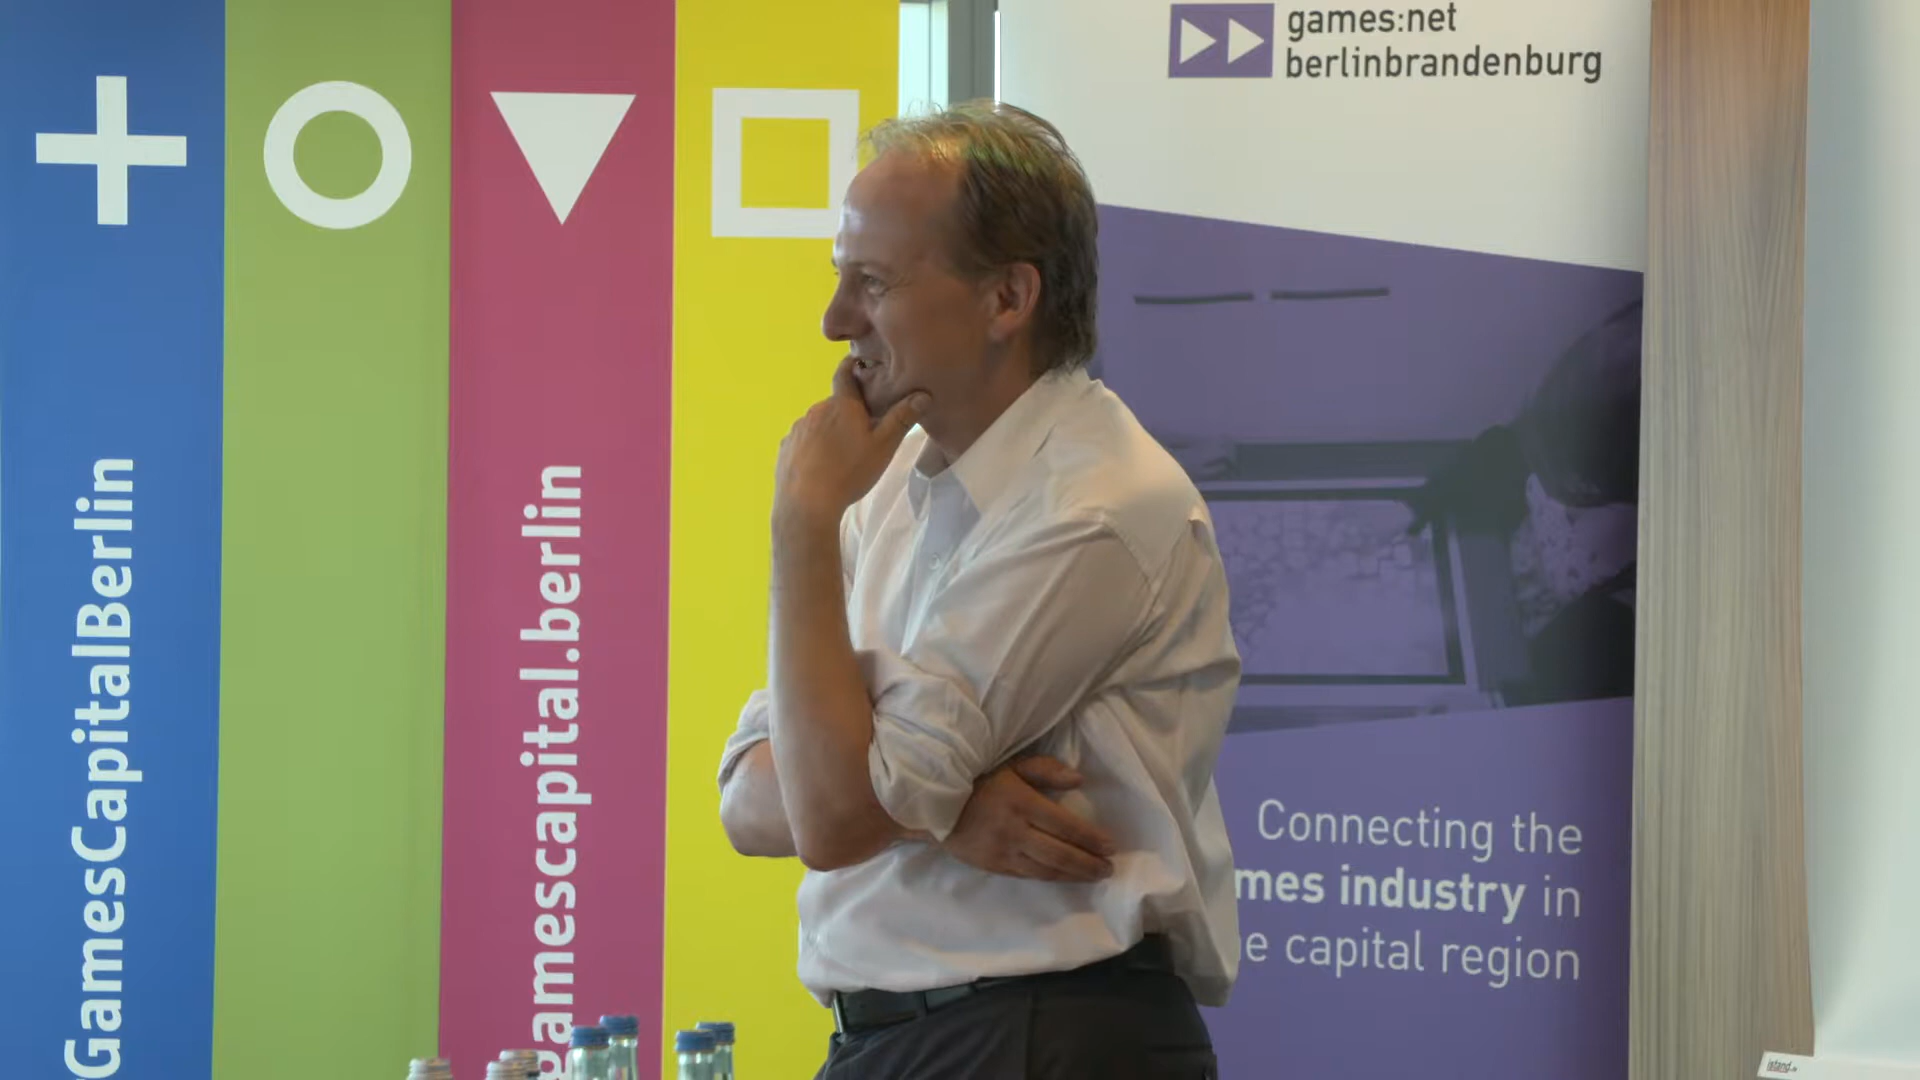 GamesCapitalBerlin
gamescapital.berlin
games:net
berlinbrandenburg
Connecting the
mes industry in
e capital region